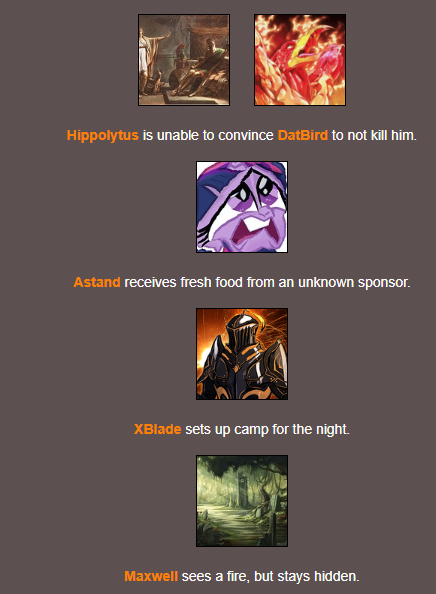 Hippolytus is unable to convince DatBird to not kill him.
Astand receives fresh food from an unknown sponsor.
XBlade sets up camp for the night.
Maxwell sees a fire, but stays hidden.